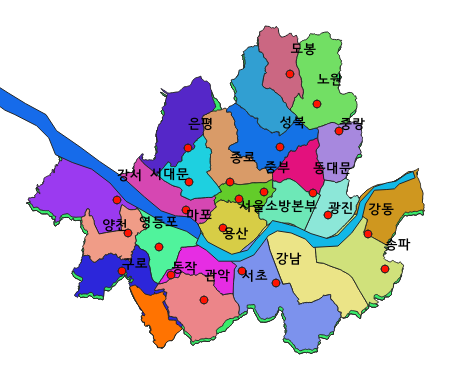 도봉
노원
은평
성북
중랑
종로
중부
동대문
강서
서대문
마포
서울소방본부
광진
강동
양천
영등포
용산
송파
구로
동작
관악
서초
강남